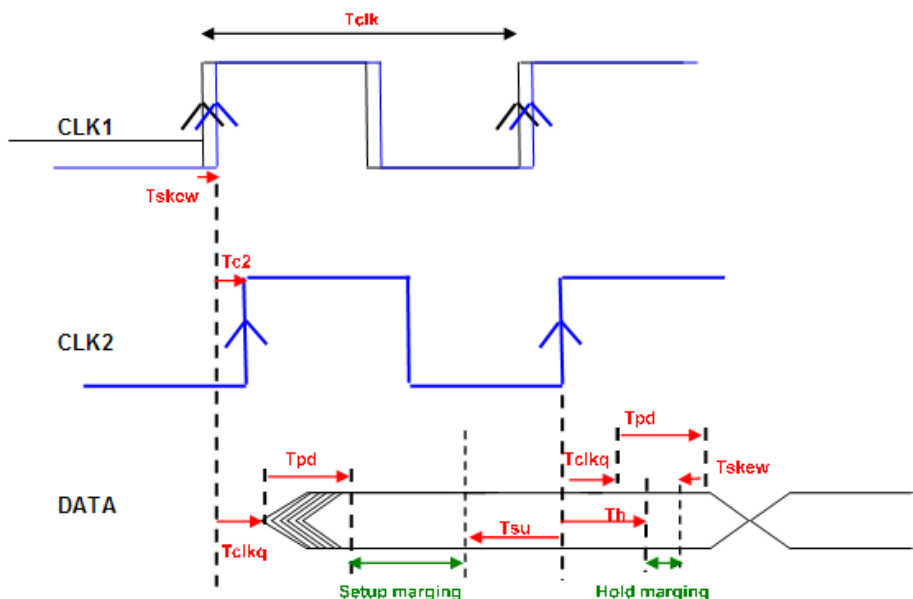 Tclk
CLK1
Tskew
Tc2
CLK2
Tpd
Tpd
Tclkq
Tskew
DATA
Th
Tsu
Tclkq
Setup marging
Hold marging